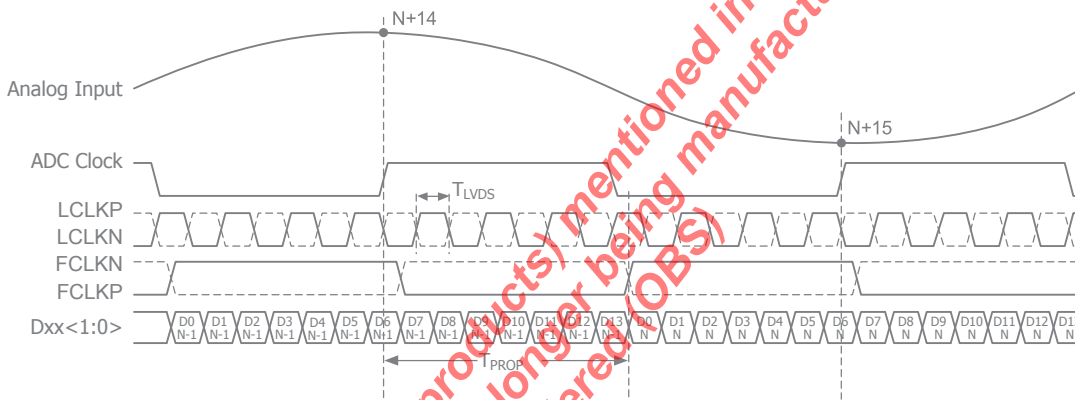 N+14
Analog Input
N+15
ADC Clock
TLVDS
LCLKP
LCLKN
FCLKN
FCLKP
Dxx<1:0>
D0 D1 D2 D3 D4 D5 D6 D7 D8 D9 D10 D11 D12 D13 D0 D1 D2 D3 D4 D5 D6 D7 D8 D9 D10 D11 D12
N-1 N-1 N-1 N-1 N-1 N-1 N-1 N-1 N-1 N-1 N-1 N-1 N-1 N-1 N N N N N N N N N N N N N N
TPROP
products) mentioned in
longer being
(OBS)